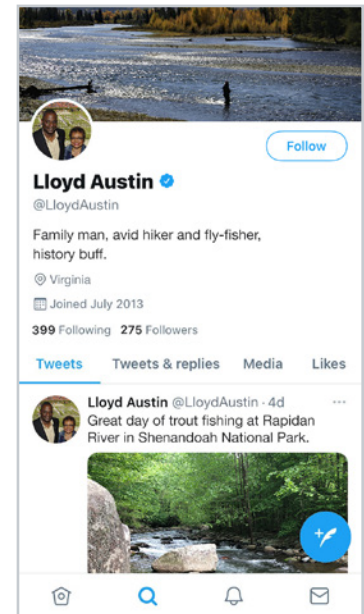 Follow
Lloyd Austin
@LloydAustin
Family man, avid hiker and fly-fisher,
history buff.
Virginia
Joined July 2013
399 Following 275 Followers
Tweets Tweets & replies Media Likes
Lloyd Austin @LloydAustin · 4d
Great day of trout fishing at Rapidan
River in Shenandoah National Park.